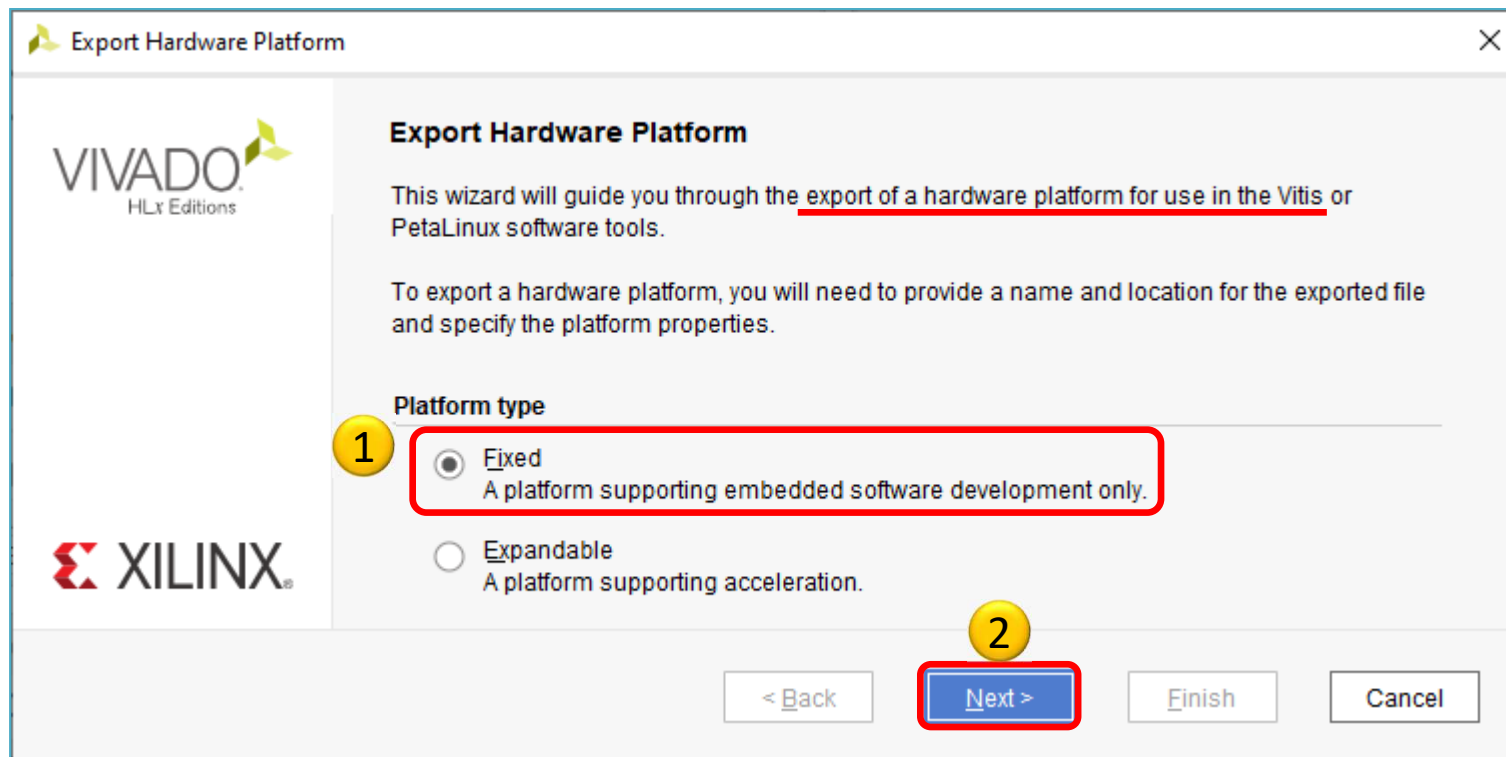 Export Hardware Platform
VIVADO.
HLx Editions
Export Hardware Platform
This wizard will guide you through the export of a hardware platform for use in the Vitis or
PetaLinux software tools.
To export a hardware platform, you will need to provide a name and location for the exported file
and specify the platform properties.
Platform type
1
Fixed
A platform supporting embedded software development only.
Expandable
A platform supporting acceleration.
XILINX®
2
< Back
Next >
Finish
Cancel